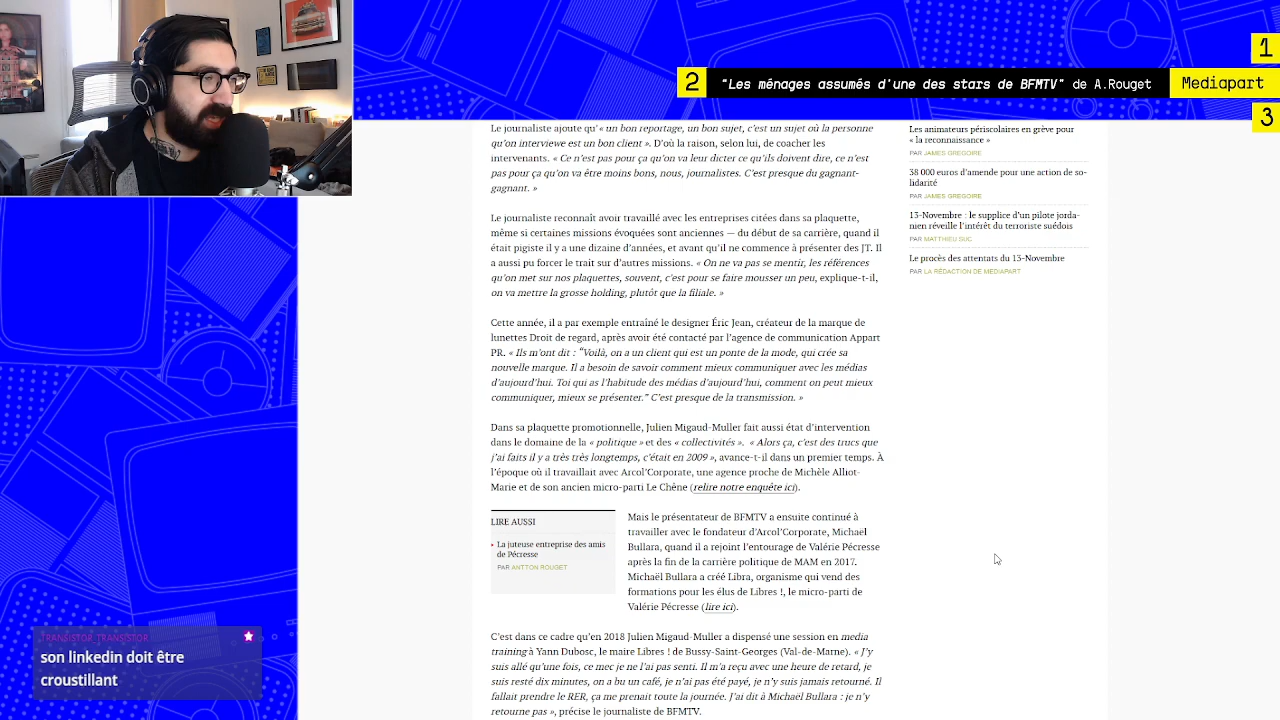 1
2 "Les ménages assumés d'une des stars de BFMTV" de A.Rouget Mediapart
3
Le journaliste ajoute qu'« un bon reportage, un bon sujet, c'est un sujet où la personne
qu'on interviewe est un bon client ». D'où la raison, selon lui, de coacher les
intervenants. « Ce n'est pas pour ça qu'on va leur dicter ce qu'ils doivent dire, ce n'est
pas pour ça qu'on va être moins bons, nous, journalistes. C'est presque du gagnant-
gagnant. »
Le journaliste reconnaît avoir travaillé avec les entreprises citées dans sa plaquette,
même si certaines missions évoquées sont anciennes — du début de sa carrière, quand il
était pigiste il y a une dizaine d'années, et avant qu'il ne commence à présenter des JT. Il
a aussi pu forcer le trait sur d'autres missions. « On ne va pas se mentir, les références
qu'on met sur nos plaquettes, souvent, c'est pour se faire mousser un peu, explique-t-il,
on va mettre la grosse holding, plutôt que la filiale. »
Cette année, il a par exemple entraîné le designer Éric Jean, créateur de la marque de
lunettes Droit de regard, après avoir été contacté par l'agence de communication Appart
PR. « Ils m'ont dit : "Voilà, on a un client qui est un ponte de la mode, qui crée sa
nouvelle marque. Il a besoin de savoir comment mieux communiquer avec les médias
d'aujourd'hui. Toi qui as l'habitude des médias d'aujourd'hui, comment on peut mieux
communiquer, mieux se présenter." C'est presque de la transmission. »
Dans sa plaquette promotionnelle, Julien Migaud-Muller fait aussi état d'intervention
dans le domaine de la « politique » et des « collectivités ». « Alors ça, c'est des trucs que
j'ai faits il y a très très longtemps, c'était en 2009 », avance-t-il dans un premier temps. À
l'époque où il travaillait avec Arcol'Corporate, une agence proche de Michèle Alliot-
Marie et de son ancien micro-parti Le Chêne (relire notre enquête ici).
LIRE AUSSI
• La juteuse entreprise des amis
de Pécresse
PAR ANTTON ROUGET
Mais le présentateur de BFMTV a ensuite continué à
travailler avec le fondateur d'Arcol'Corporate, Michaël
Bullara, quand il a rejoint l'entourage de Valérie Pécresse
après la fin de la carrière politique de MAM en 2017.
Michaël Bullara a créé Libra, organisme qui vend des
formations pour les élus de Libres !, le micro-parti de
Valérie Pécresse (lire ici).
C'est dans ce cadre qu'en 2018 Julien Migaud-Muller a dispensé une session en media
training à Yann Dubosc, le maire Libres ! de Bussy-Saint-Georges (Val-de-Marne). « J'y
suis allé qu'une fois, ce mec je ne l'ai pas senti. Il m'a reçu avec une heure de retard, je
suis resté dix minutes, on a bu un café, je n'ai pas été payé, je n'y suis jamais retourné. Il
fallait prendre le RER, ça me prenait toute la journée. J'ai dit à Michaël Bullara : je n'y
retourne pas », précise le journaliste de BFMTV.
Les animateurs périscolaires en grève pour
« la reconnaissance »
PAR JAMES GREGOIRE
38 000 euros d'amende pour une action de so-
lidarité
PAR JAMES GREGOIRE
13-Novembre : le supplice d'un pilote jorda-
nien réveille l'intérêt du terroriste suédois
PAR MATTHIEU SUC
Le procès des attentats du 13-Novembre
PAR LA RÉDACTION DE MEDIAPART
TRANSISTOR_TRANSISTOR
son linkedin doit être
croustillant